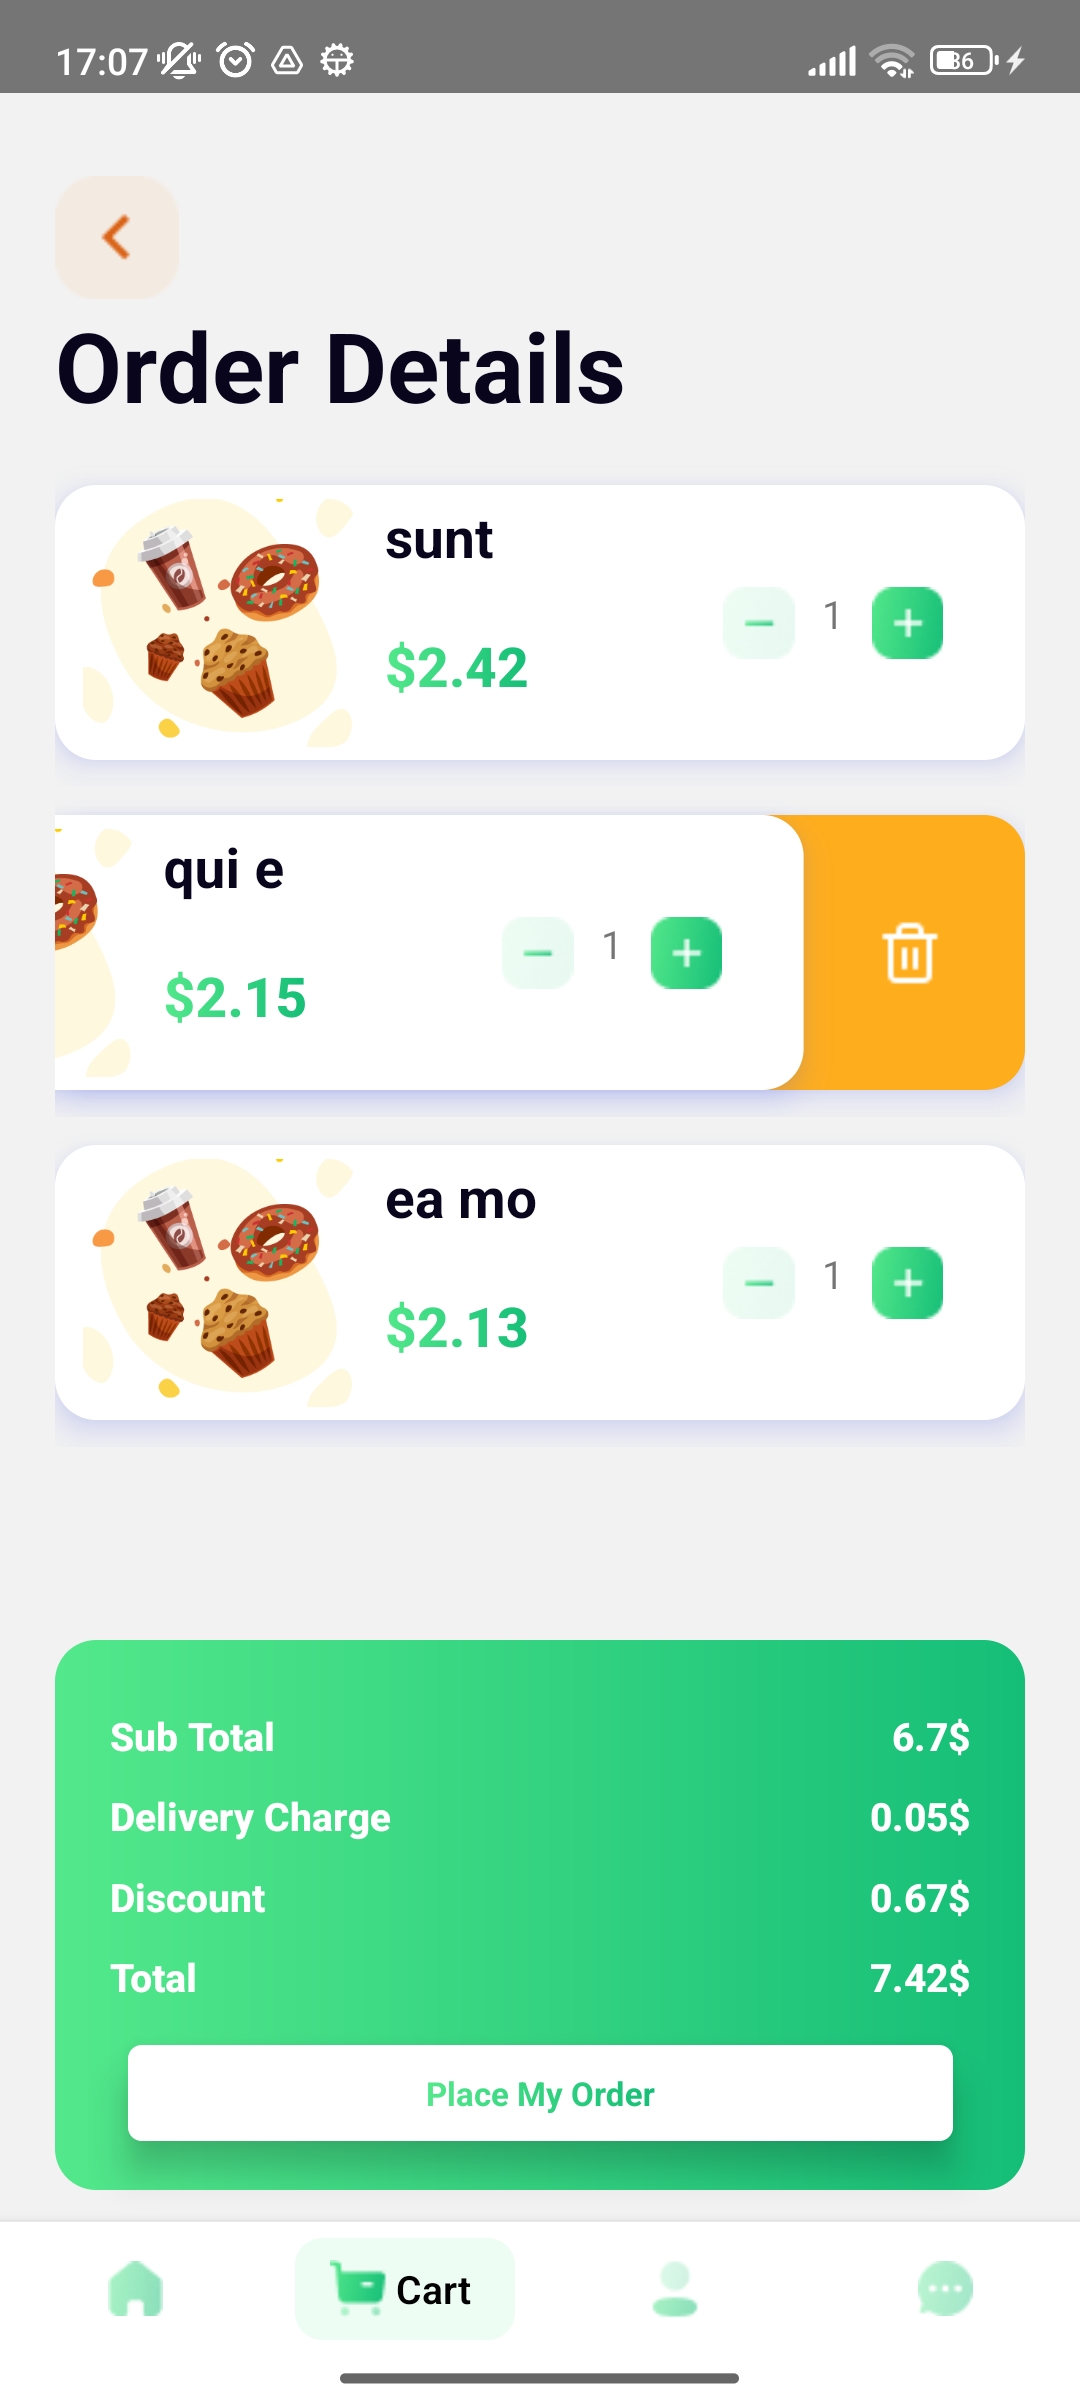 17:07
36
Order Details
sunt
1
$2.42
qui e
1
$2.15
ea mo
1
$2.13
Sub Total 6.7$
Delivery Charge 0.05$
Discount 0.67$
Total 7.42$
Place My Order
Cart